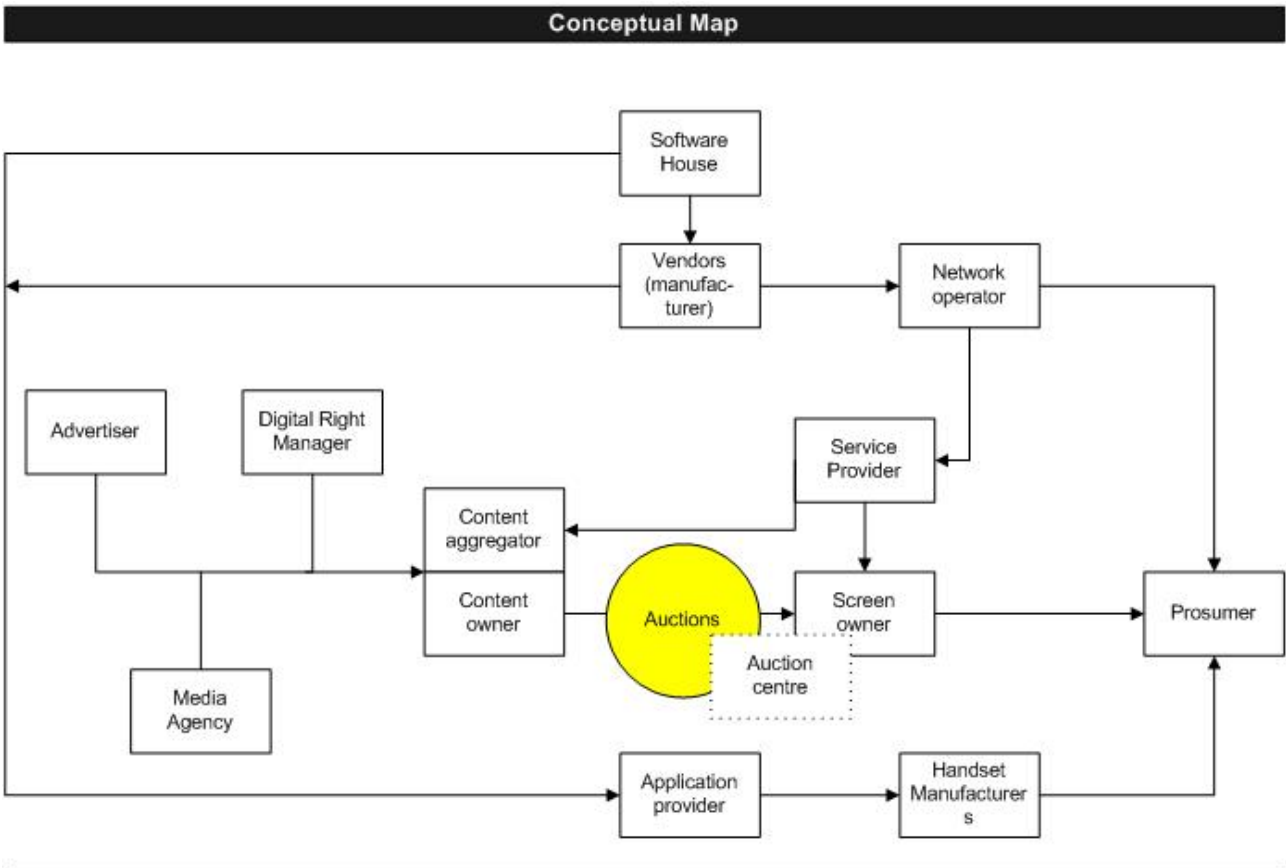 Conceptual Map
Software
House
Vendors
(manufac-
turer)
Network
operator
Advertiser
Digital Right
Manager
Service
Provider
Content
aggregator
Content
owner
Auctions
Screen
owner
Prosumer
Auction
centre
Media
Agency
Application
provider
Handset
Manufacturer
s